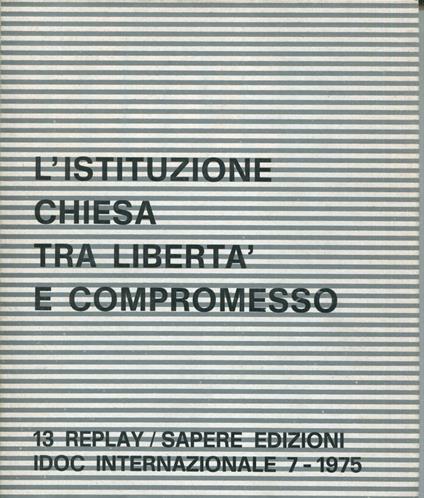 L'ISTITUZIONE
CHIESA
TRA LIBERTA'
E COMPROMESSO
13 REPLAY / SAPERE EDIZIONI
IDOC INTERNAZIONALE 7-1975